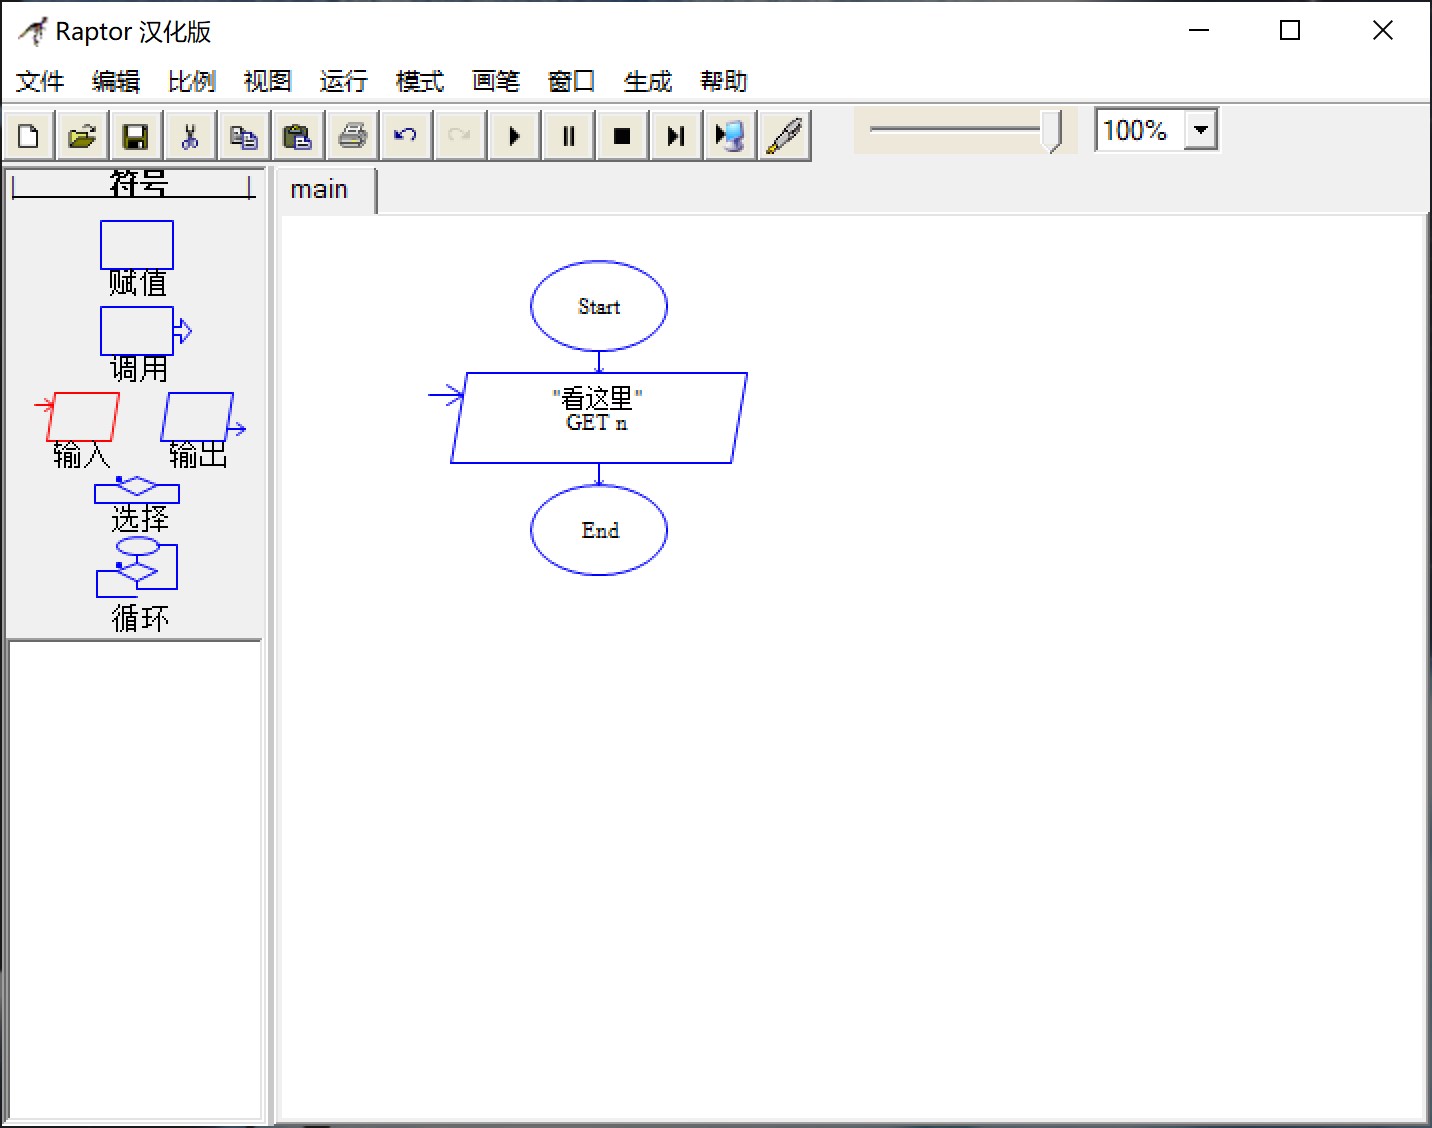 Raptor 汉化版
文件 编辑 比例 视图 运行 模式 画笔 窗口 生成 帮助
100%
符号
main
赋值
调用
输入 输出
选择
循环
Start
"看这里"
GET n
End